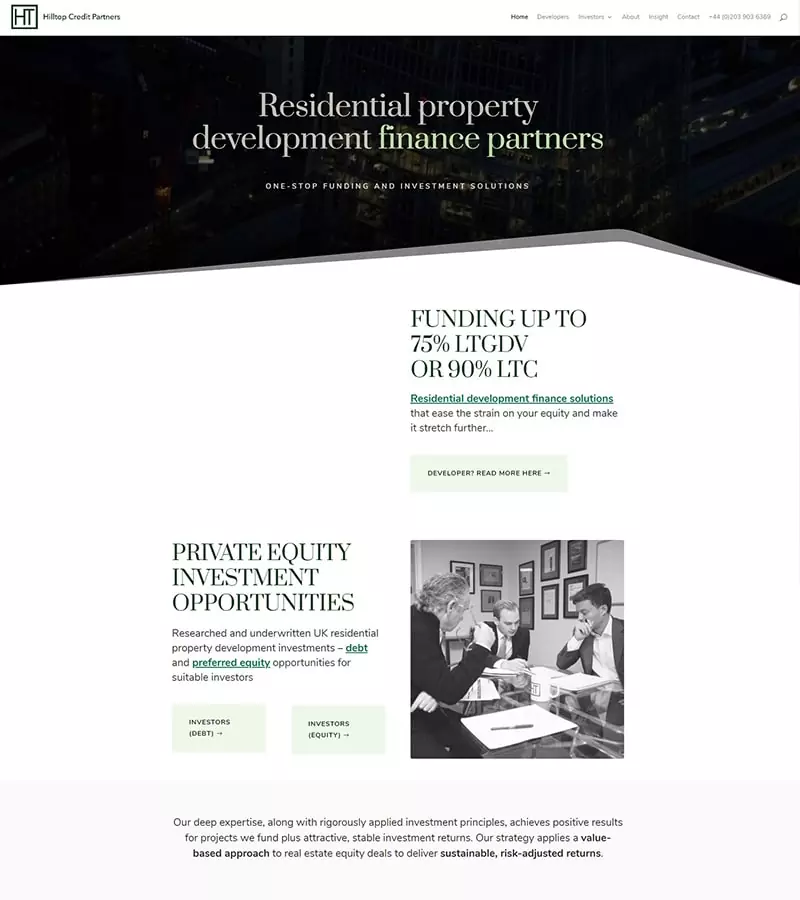 HT Hilltop Credit Partners
Home Developers Investors About Insight Contact +44 (0)203 903 6389
Residential property
development finance partners
ONE-STOP FUNDING AND INVESTMENT SOLUTIONS
FUNDING UP TO
75% LTGDV
OR 90% LTC
Residential development finance solutions
that ease the strain on your equity and make
it stretch further...
DEVELOPER? READ MORE HERE →
PRIVATE EQUITY
INVESTMENT
OPPORTUNITIES
Researched and underwritten UK residential
property development investments – debt
and preferred equity opportunities for
suitable investors
INVESTORS
(DEBT) →
INVESTORS
(EQUITY) →
HT
Our deep expertise, along with rigorously applied investment principles, achieves positive results
for projects we fund plus attractive, stable investment returns. Our strategy applies a value-
based approach to real estate equity deals to deliver sustainable, risk-adjusted returns.